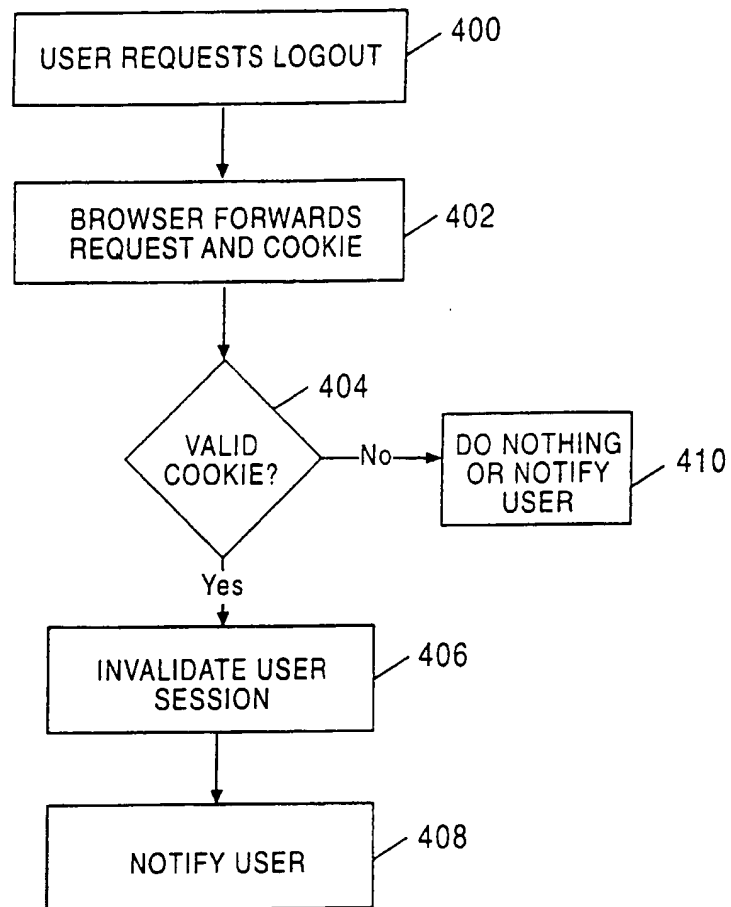 USER REQUESTS LOGOUT
400
BROWSER FORWARDS
REQUEST AND COOKIE
402
404
VALID
COOKIE?
No
DO NOTHING
OR NOTIFY
USER
410
Yes
INVALIDATE USER
SESSION
406
NOTIFY USER
408